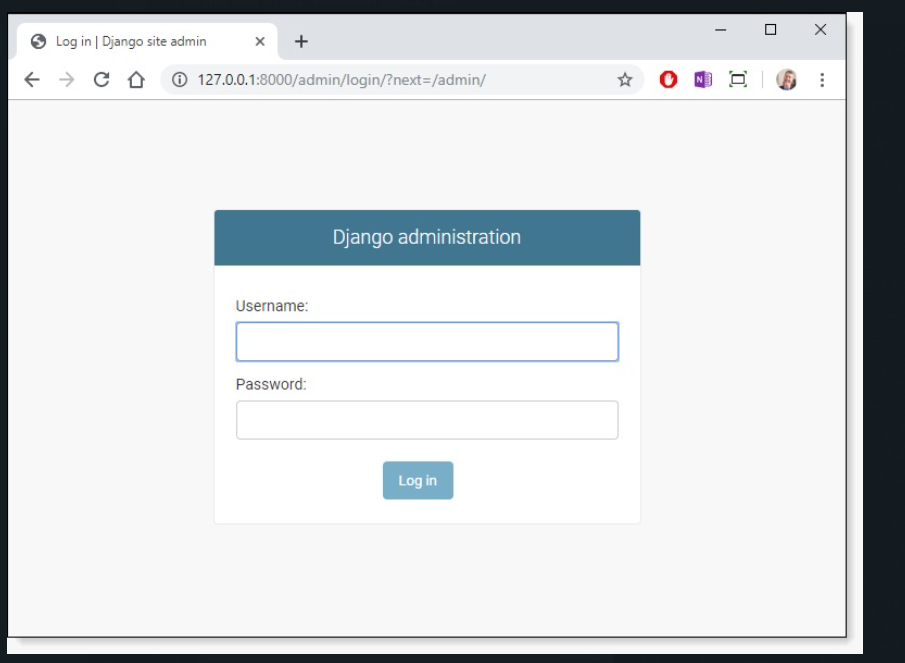 Log in | Django site admin
127.0.0.1:8000/admin/login/?next=/admin/
N
Django administration
Username:
Password:
Log in